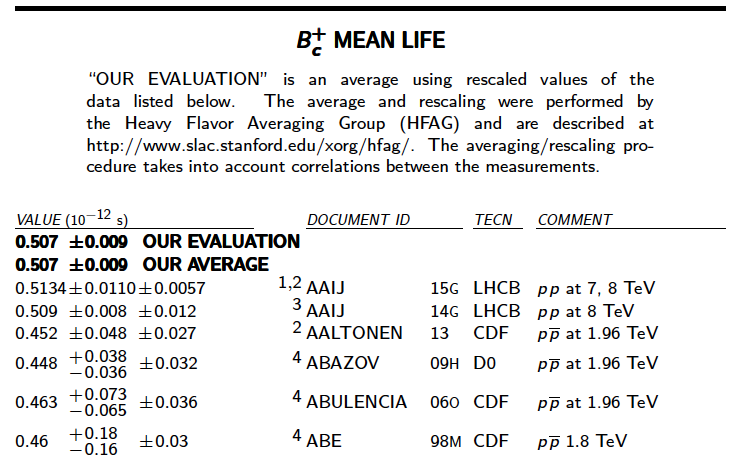 B_c^+ MEAN LIFE
“OUR EVALUATION” is an average using rescaled values of the
data listed below. The average and rescaling were performed by
the Heavy Flavor Averaging Group (HFAG) and are described at
http://www.slac.stanford.edu/xorg/hfag/. The averaging/rescaling pro-
cedure takes into account correlations between the measurements.
VALUE (10^−12 s) DOCUMENT ID TECN COMMENT
0.507 ±0.009 OUR EVALUATION
0.507 ±0.009 OUR AVERAGE
0.5134±0.0110±0.0057 1,2 AAIJ 15G LHCB pp at 7, 8 TeV
0.509 ±0.008 ±0.012 3 AAIJ 14G LHCB pp at 8 TeV
0.452 ±0.048 ±0.027 2 AALTONEN 13 CDF pp̅ at 1.96 TeV
0.448 +0.038 −0.036 ±0.032 4 ABAZOV 09H D0 pp̅ at 1.96 TeV
0.463 +0.073 −0.065 ±0.036 4 ABULENCIA 06O CDF pp̅ at 1.96 TeV
0.46 +0.18 −0.16 ±0.03 4 ABE 98M CDF pp̅ 1.8 TeV